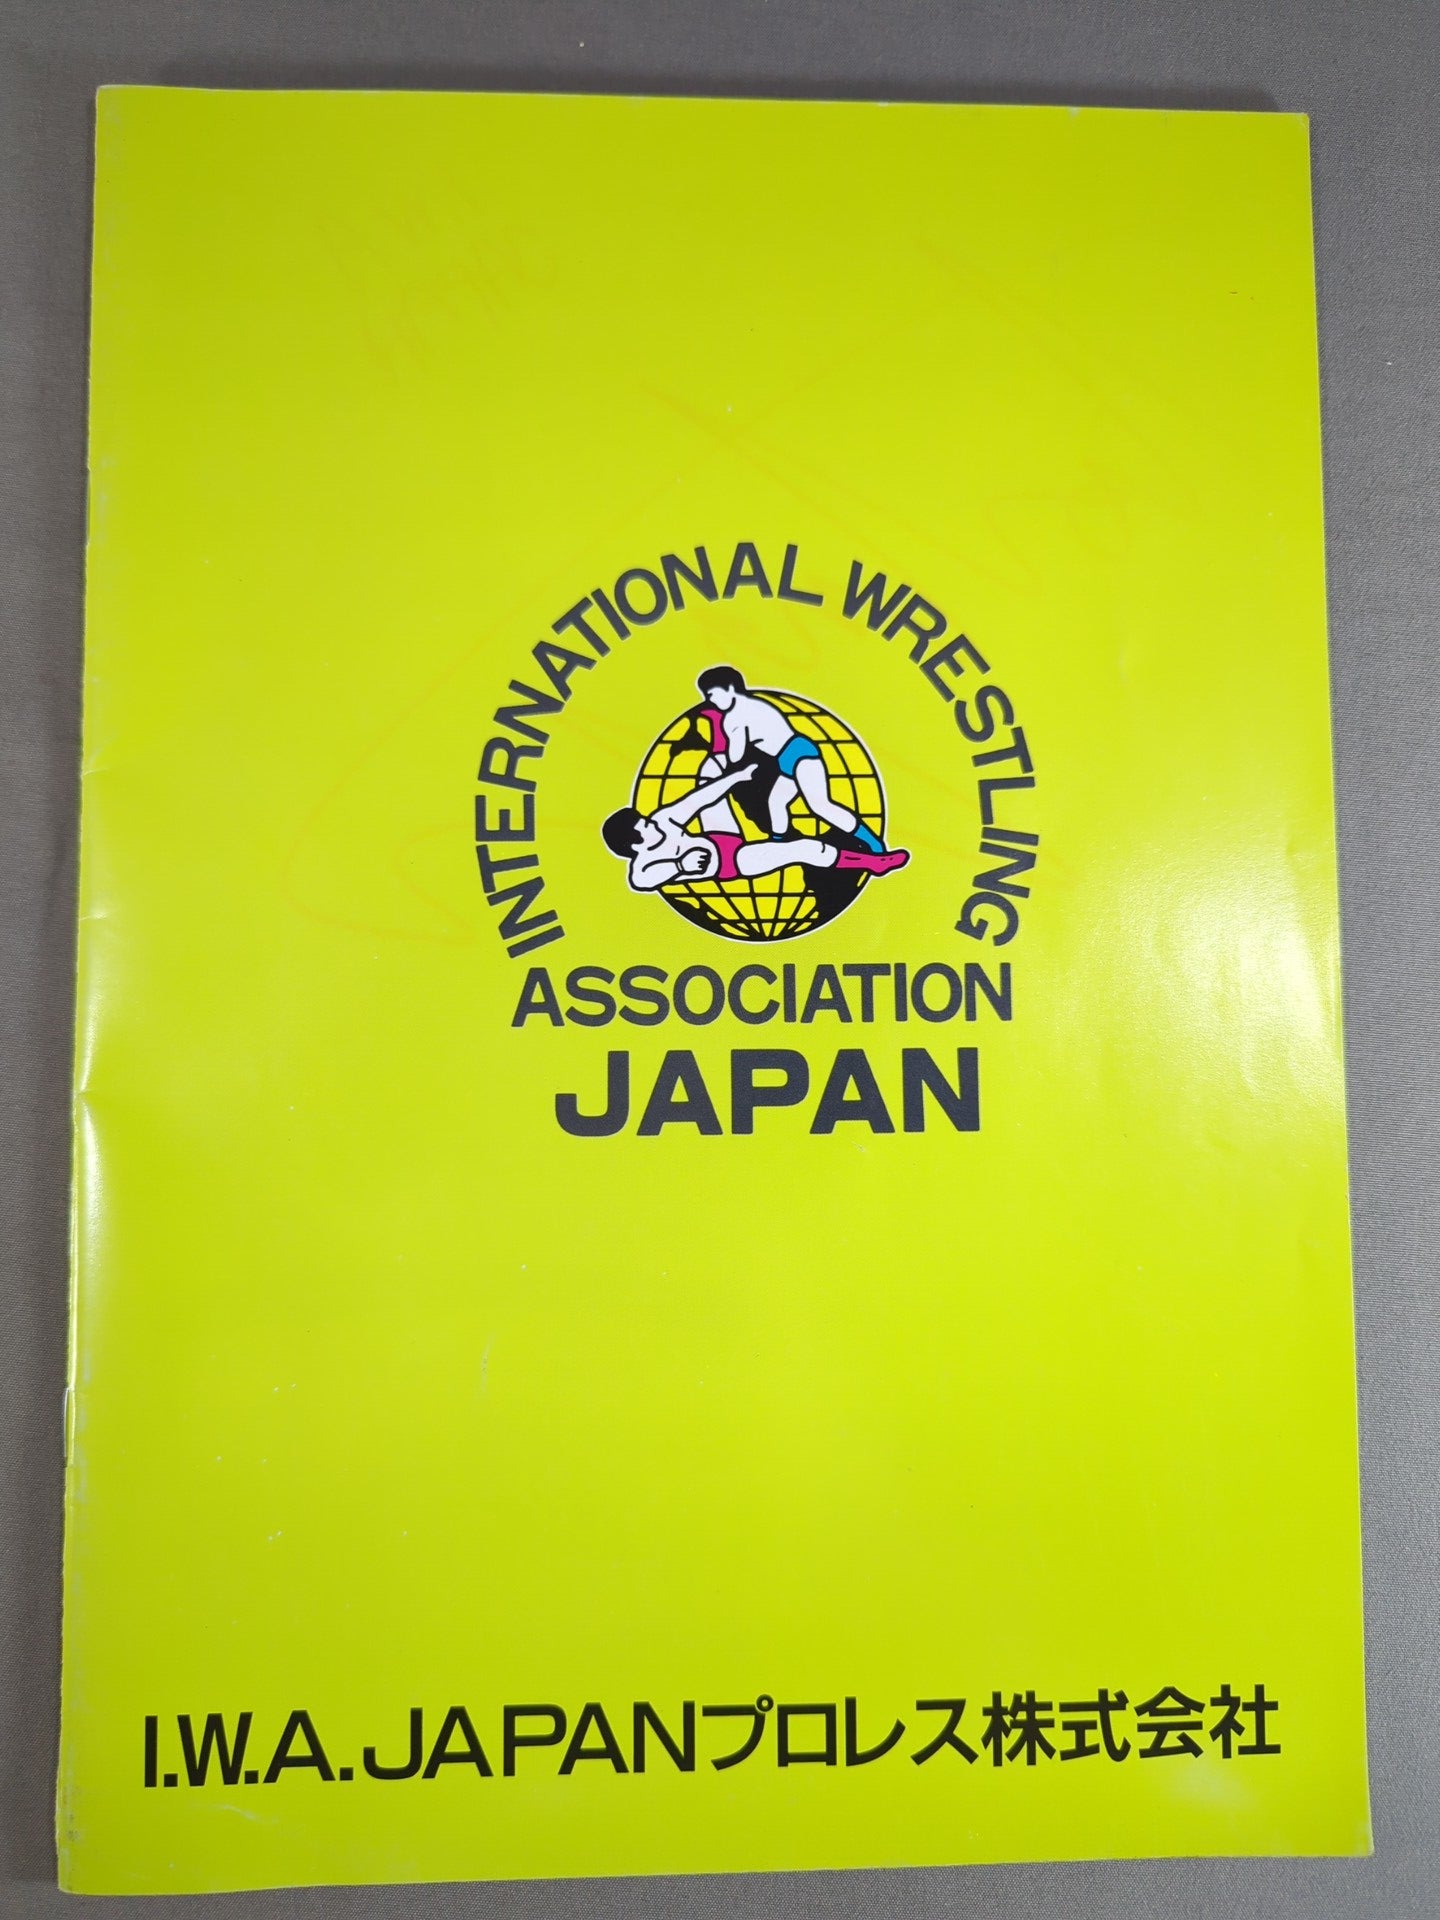 INTERNATIONAL WRESTLING
ASSOCIATION
JAPAN
I.W.A.JAPANプロレス株式会社